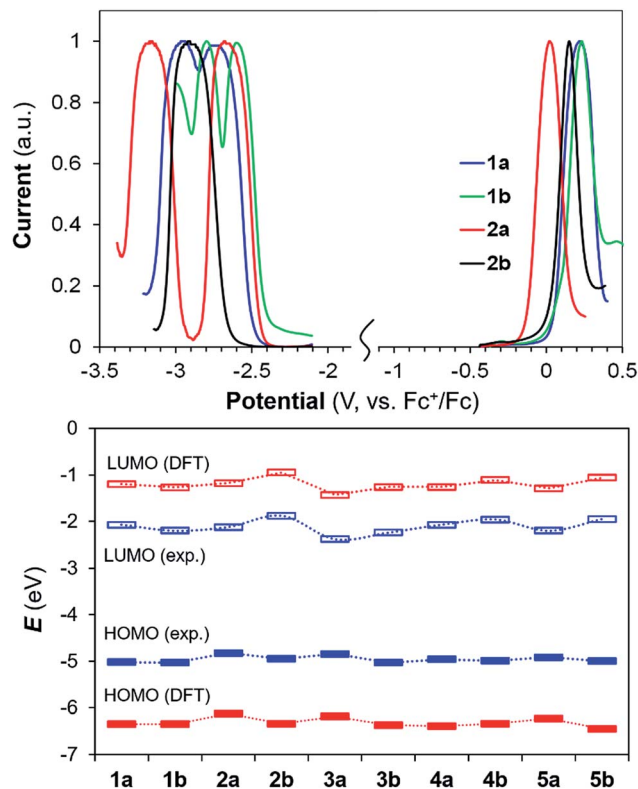 1
0.8
0.6
0.4
0.2
0
Current (a.u.)
1a
1b
2a
2b
-3.5 -3 -2.5 -2 -1 -0.5 0 0.5
Potential (V, vs. Fc⁺/Fc)
0
-1
-2
-3
-4
-5
-6
-7
E (eV)
LUMO (DFT)
LUMO (exp.)
HOMO (exp.)
HOMO (DFT)
1a 1b 2a 2b 3a 3b 4a 4b 5a 5b